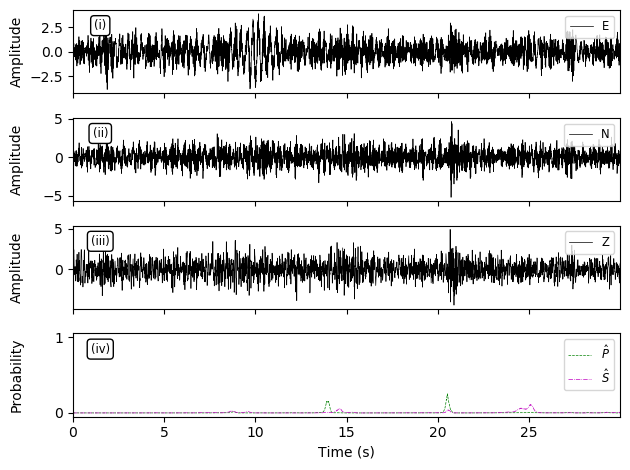 (i)
E
Amplitude
2.5
0.0
−2.5
(ii)
N
Amplitude
5
0
−5
(iii)
Z
Amplitude
5
0
(iv)
P̂
Ŝ
Probability
1
0
0 5 10 15 20 25
Time (s)